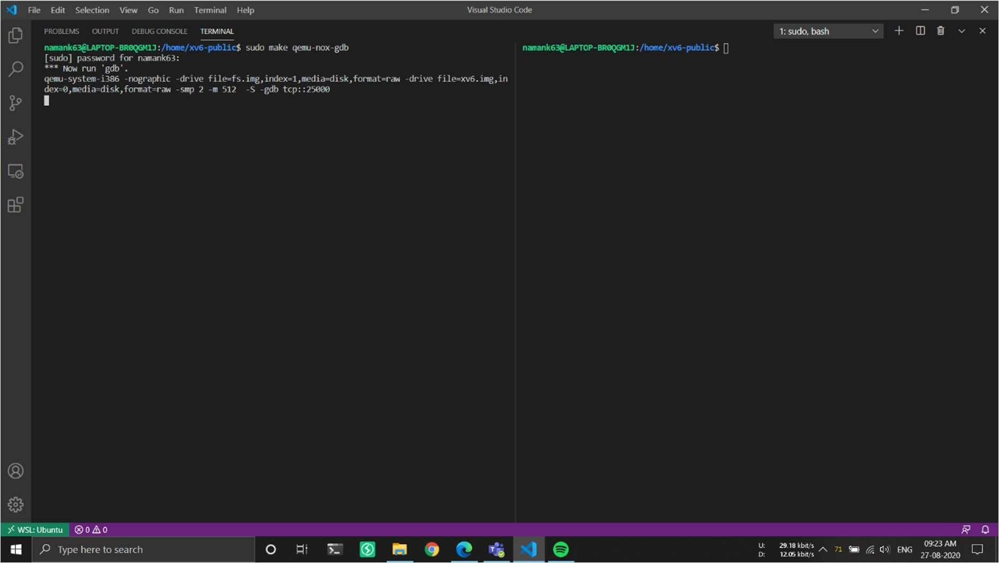 File Edit Selection View Go Run Terminal Help
Visual Studio Code
PROBLEMS OUTPUT DEBUG CONSOLE TERMINAL
1: sudo, bash
namank63@LAPTOP-BR0QGM1J:/home/xv6-public$ sudo make qemu-nox-gdb
[sudo] password for namank63:
*** Now run 'gdb'.
qemu-system-i386 -nographic -drive file=fs.img,index=1,media=disk,format=raw -drive file=xv6.img,in
dex=0,media=disk,format=raw -smp 2 -m 512  -S -gdb tcp::25000
namank63@LAPTOP-BR0QGM1J:/home/xv6-public$
WSL: Ubuntu 0 0
Type here to search
U: 29.18 kbit/s
D: 12.05 kbit/s
71
ENG
09:23 AM
27-08-2020